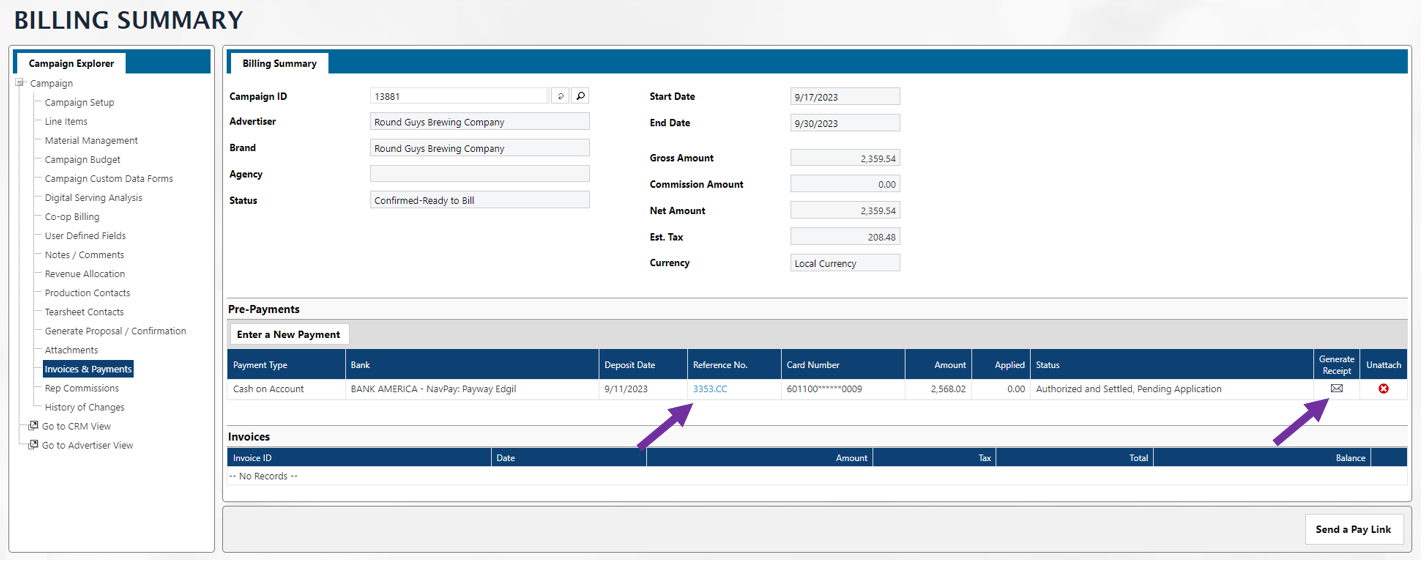 BILLING SUMMARY
Campaign Explorer
Campaign
Campaign Setup
Line Items
Material Management
Campaign Budget
Campaign Custom Data Forms
Digital Serving Analysis
Co-op Billing
User Defined Fields
Notes / Comments
Revenue Allocation
Production Contacts
Tearsheet Contacts
Generate Proposal / Confirmation
Attachments
Invoices & Payments
Rep Commissions
History of Changes
Go to CRM View
Go to Advertiser View
Billing Summary
Campaign ID 13881
Advertiser Round Guys Brewing Company
Brand Round Guys Brewing Company
Agency
Status Confirmed-Ready to Bill
Start Date 9/17/2023
End Date 9/30/2023
Gross Amount 2,359.54
Commission Amount 0.00
Net Amount 2,359.54
Est. Tax 208.48
Currency Local Currency
Pre-Payments
Enter a New Payment
Payment Type Bank Deposit Date Reference No. Card Number Amount Applied Status Generate Receipt Unattach
Cash on Account BANK AMERICA - NavPay: Payway Edgil 9/11/2023 3353.CC 601100******0009 2,568.02 0.00 Authorized and Settled, Pending Application
Invoices
Invoice ID Date Amount Tax Total Balance
-- No Records --
Send a Pay Link